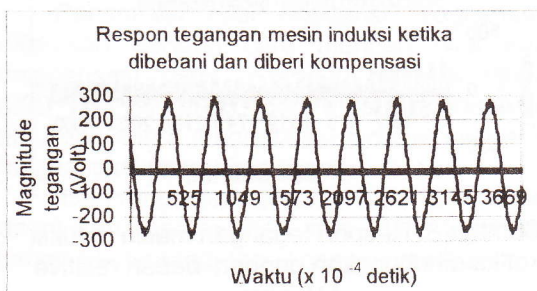 Respon tegangan mesin induksi ketika
dibebani dan diberi kompensasi
Magnitude
tegangan
(Volt)
300
200
100
0
-100
-200
-300
1 525 1049 1573 2097 2621 3145 3669
Waktu (x 10 -4 detik)